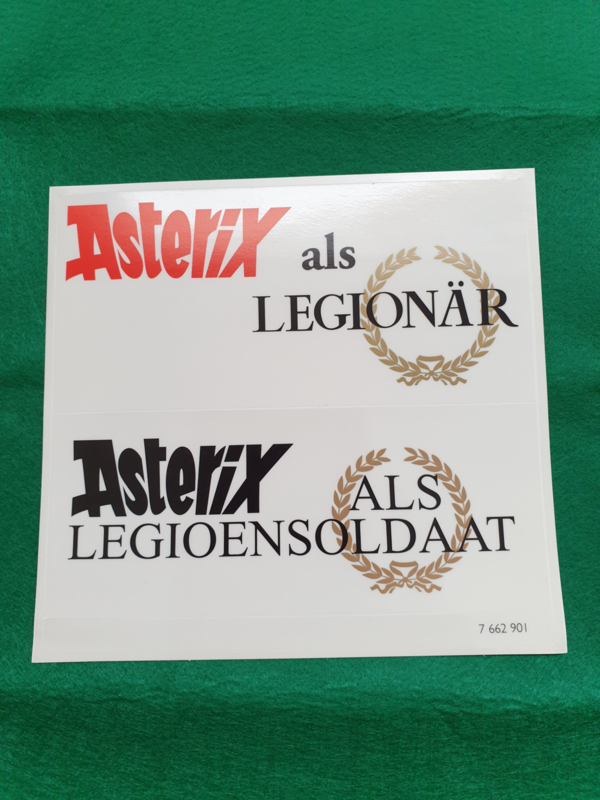 Asterix als
LEGIONÄR
Asterix ALS
LEGIOENSOLDAAT
7 662 901